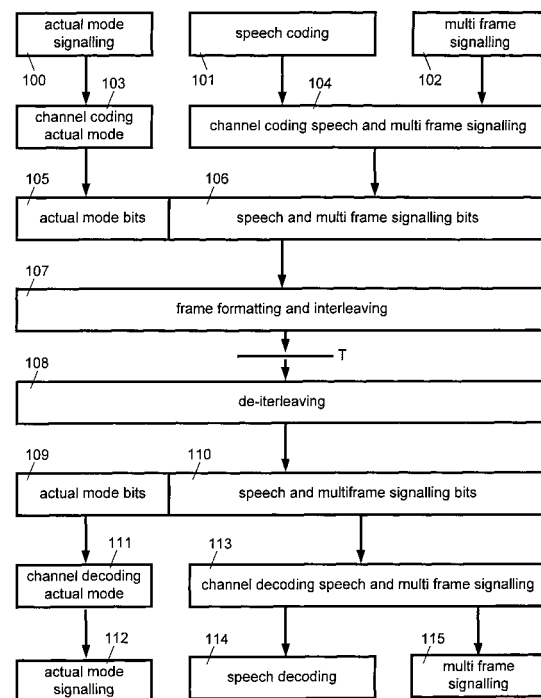 actual mode
signalling
speech coding
multi frame
signalling
100
103
101
104
102
channel coding
actual mode
channel coding speech and multi frame signalling
105
106
actual mode bits
speech and multi frame signalling bits
107
frame formatting and interleaving
T
108
de-iterleaving
109
110
actual mode bits
speech and multiframe signalling bits
111
113
channel decoding
actual mode
channel decoding speech and multi frame signalling
112
114
115
actual mode
signalling
speech decoding
multi frame
signalling